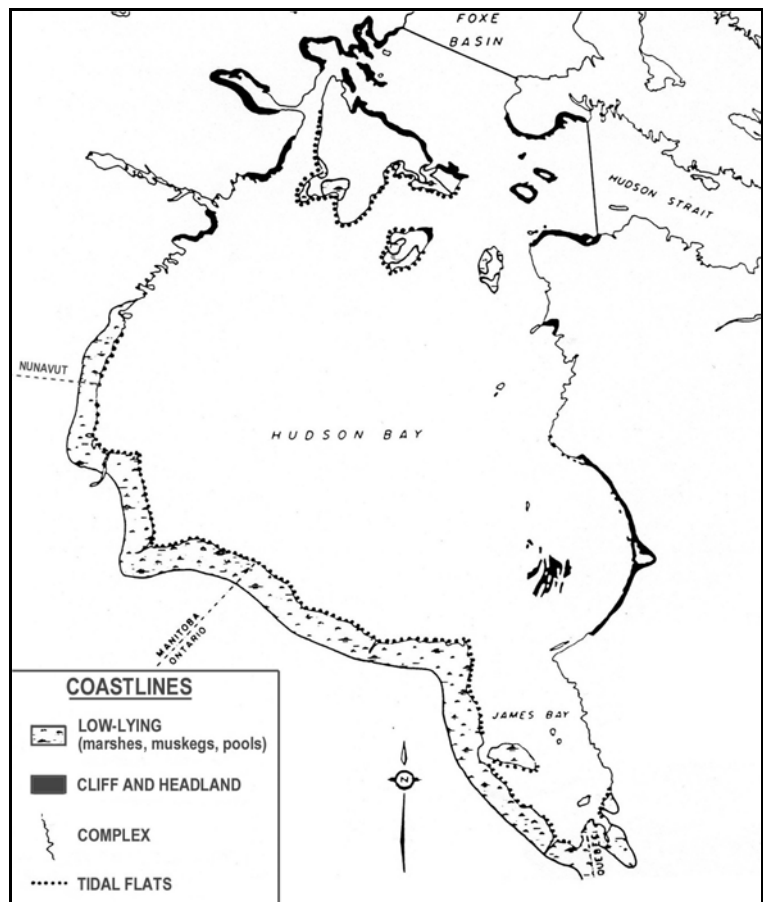 FOXE
BASIN
HUDSON STRAIT
NUNAVUT
HUDSON BAY
MANITOBA
ONTARIO
JAMES BAY
QUEBEC
N
COASTLINES
LOW-LYING
(marshes, muskegs, pools)
CLIFF AND HEADLAND
COMPLEX
TIDAL FLATS